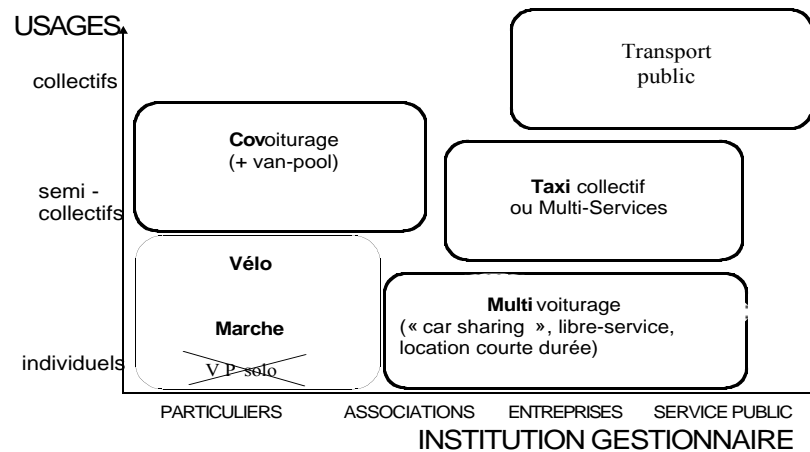 USAGES
collectifs
Transport
public
Covoiturage
(+ van-pool)
semi -
collectifs
Taxi collectif
ou Multi-Services
Vélo
Marche
V P solo
individuels
Multi voiturage
(« car sharing », libre-service,
location courte durée)
PARTICULIERS ASSOCIATIONS ENTREPRISES SERVICE PUBLIC
INSTITUTION GESTIONNAIRE